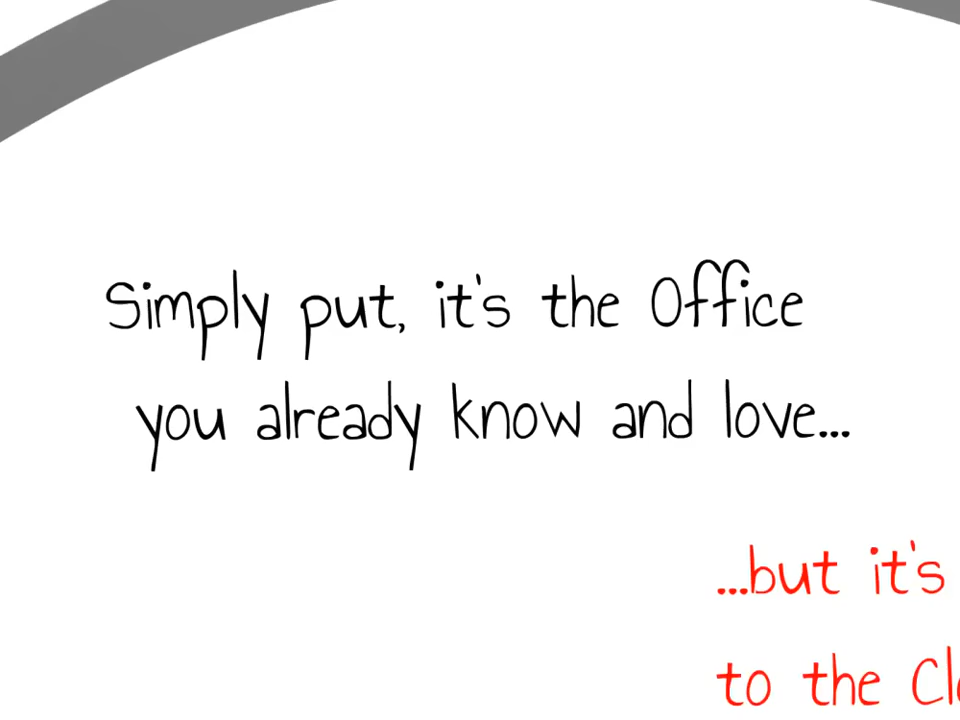 Simply put, it's the Office
you already know and love...
...but it's
to the